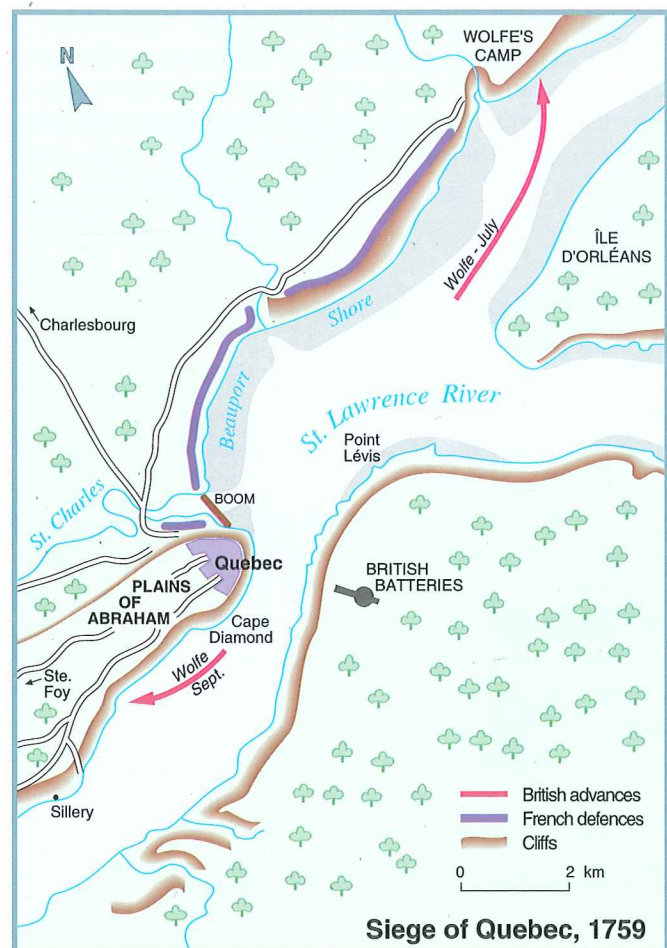 N
WOLFE'S
CAMP
Wolfe - July
ÎLE
D'ORLÉANS
Charlesbourg
Shore
Beauport
St. Lawrence River
Point
Lévis
BOOM
St. Charles
Quebec
PLAINS
OF
ABRAHAM
BRITISH
BATTERIES
Cape
Diamond
Wolfe
Sept.
Ste.
Foy
Sillery
British advances
French defences
Cliffs
0 2 km
Siege of Quebec, 1759